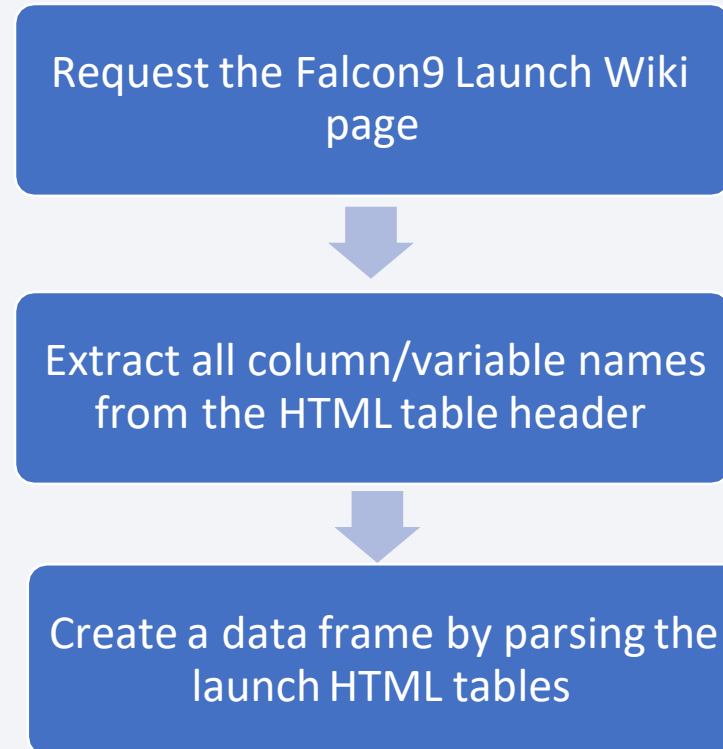 Request the Falcon9 Launch Wiki
page
Extract all column/variable names
from the HTML table header
Create a data frame by parsing the
launch HTML tables